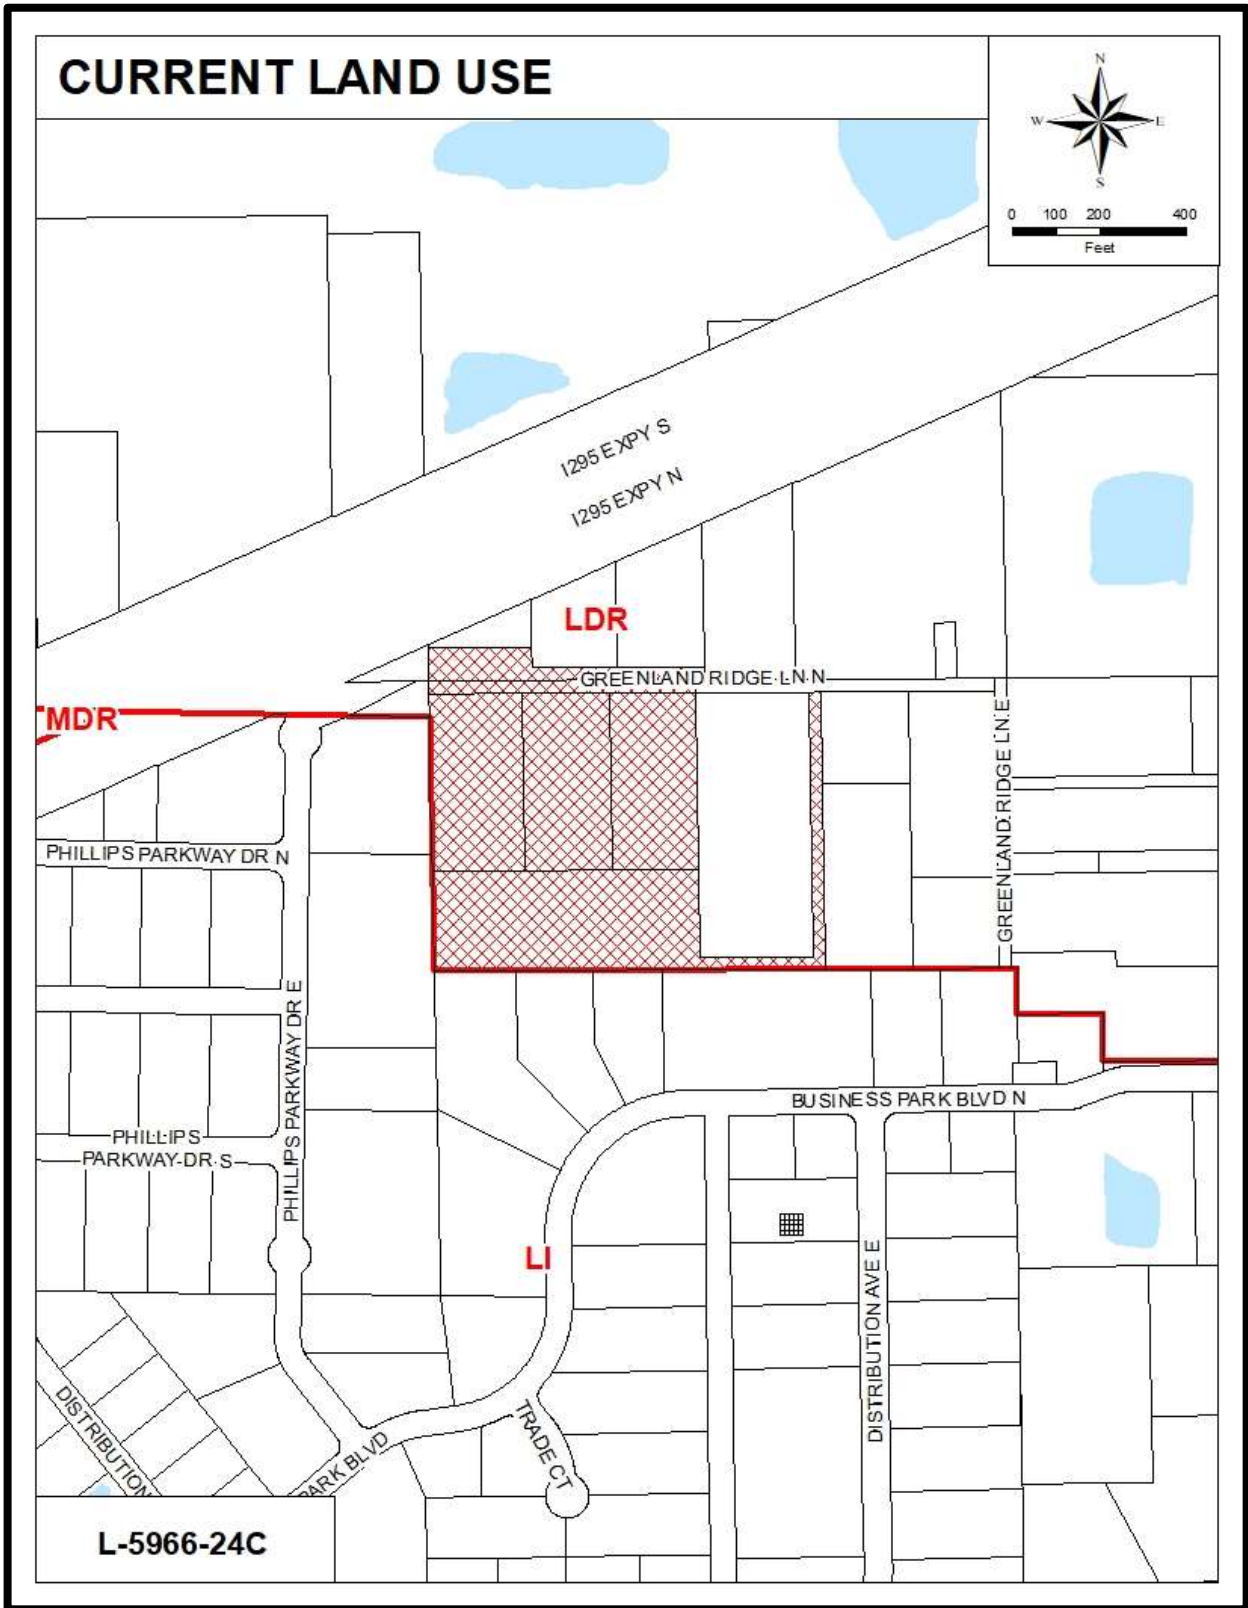 CURRENT LAND USE
N
W E
S
0 100 200 400
Feet
I295 EXPY S
I295 EXPY N
LDR
GREENLAND RIDGE LN N
MDR
GREENLAND RIDGE LN E
PHILLIPS PARKWAY DR N
PHILLIPS PARKWAY DR E
BUSINESS PARK BLVD N
PHILLIPS
PARKWAY DR S
LI
DISTRIBUTION AVE E
DISTRIBUTION
TRADE CT
PARK BLVD
L-5966-24C